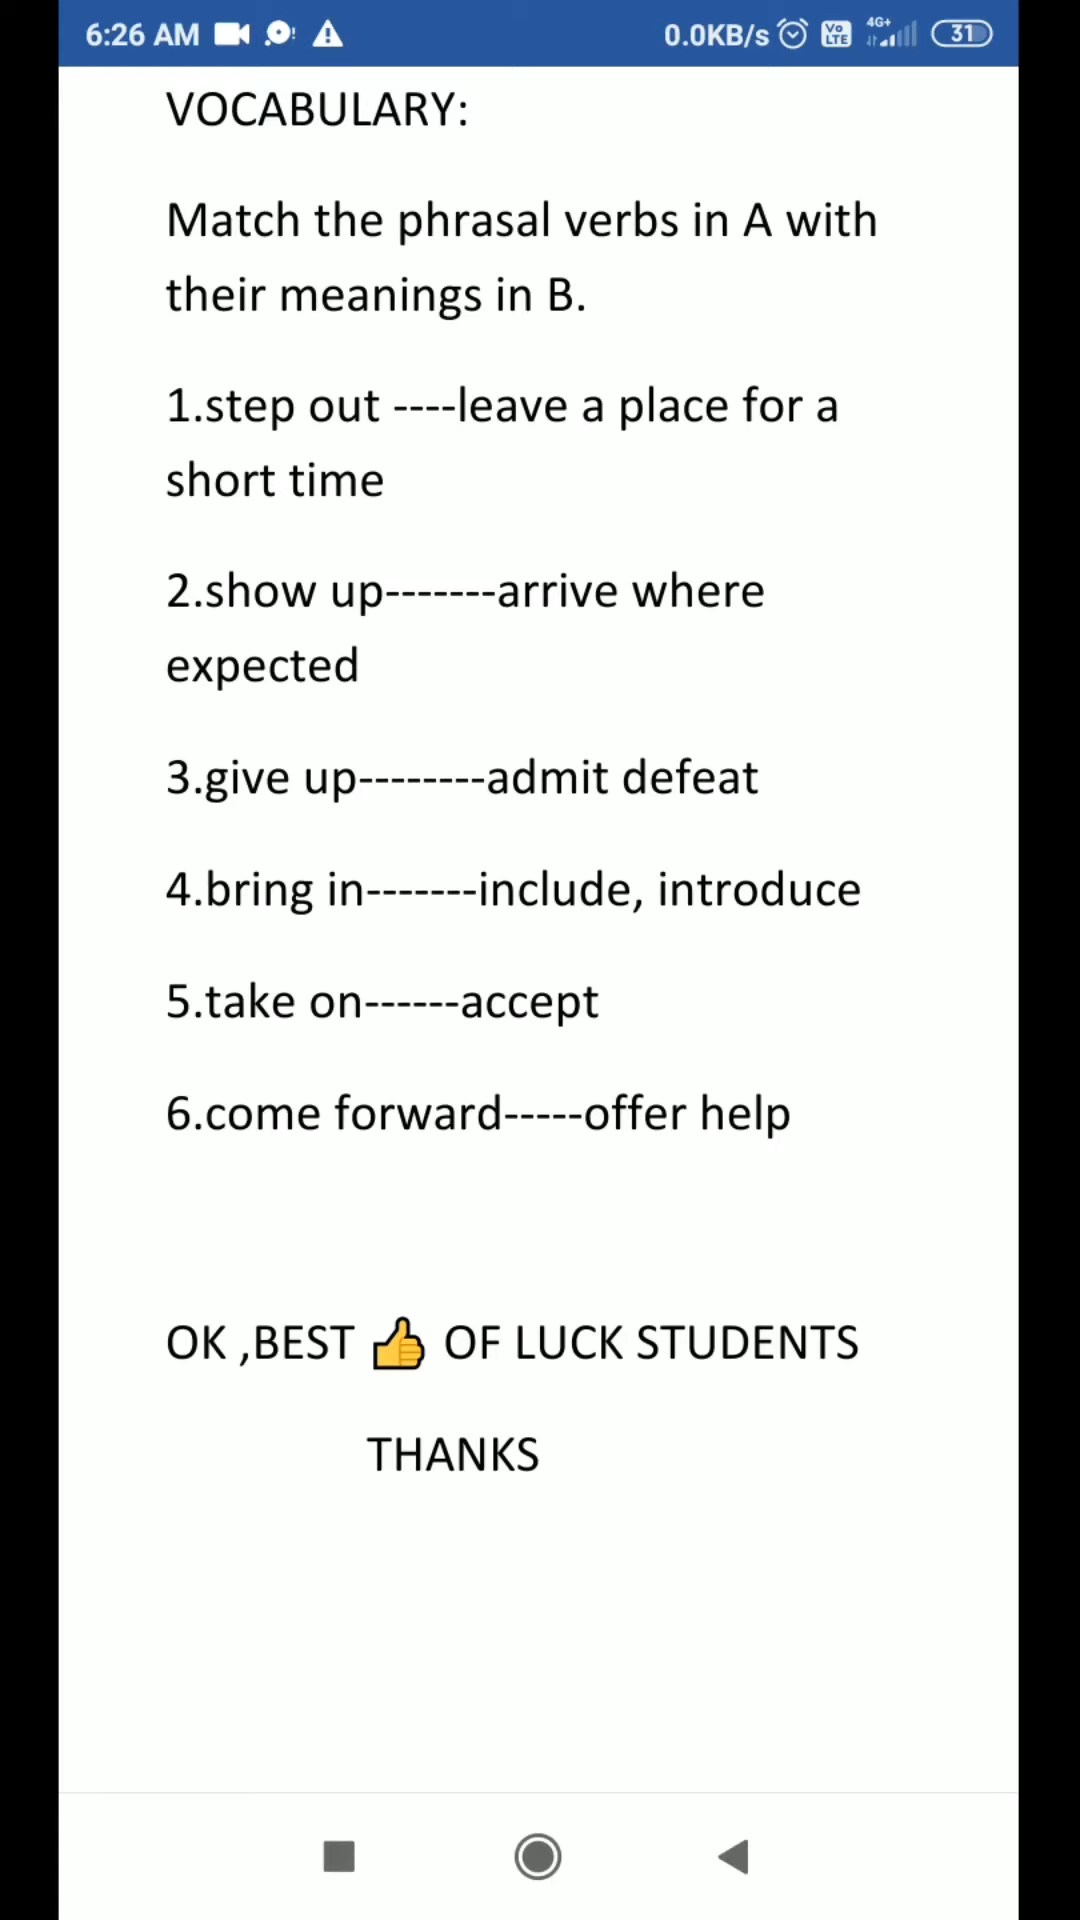 6:26 AM 0.0KB/s VO LTE 4G+ 31
VOCABULARY:
Match the phrasal verbs in A with
their meanings in B.
1.step out ----leave a place for a
short time
2.show up-------arrive where
expected
3.give up--------admit defeat
4.bring in-------include, introduce
5.take on------accept
6.come forward-----offer help
OK ,BEST 👍 OF LUCK STUDENTS
THANKS